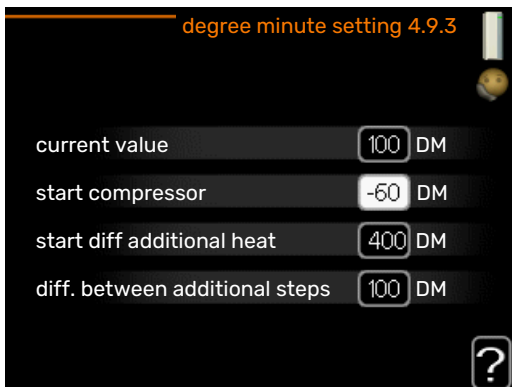 degree minute setting 4.9.3
current value 100 DM
start compressor -60 DM
start diff additional heat 400 DM
diff. between additional steps 100 DM
?